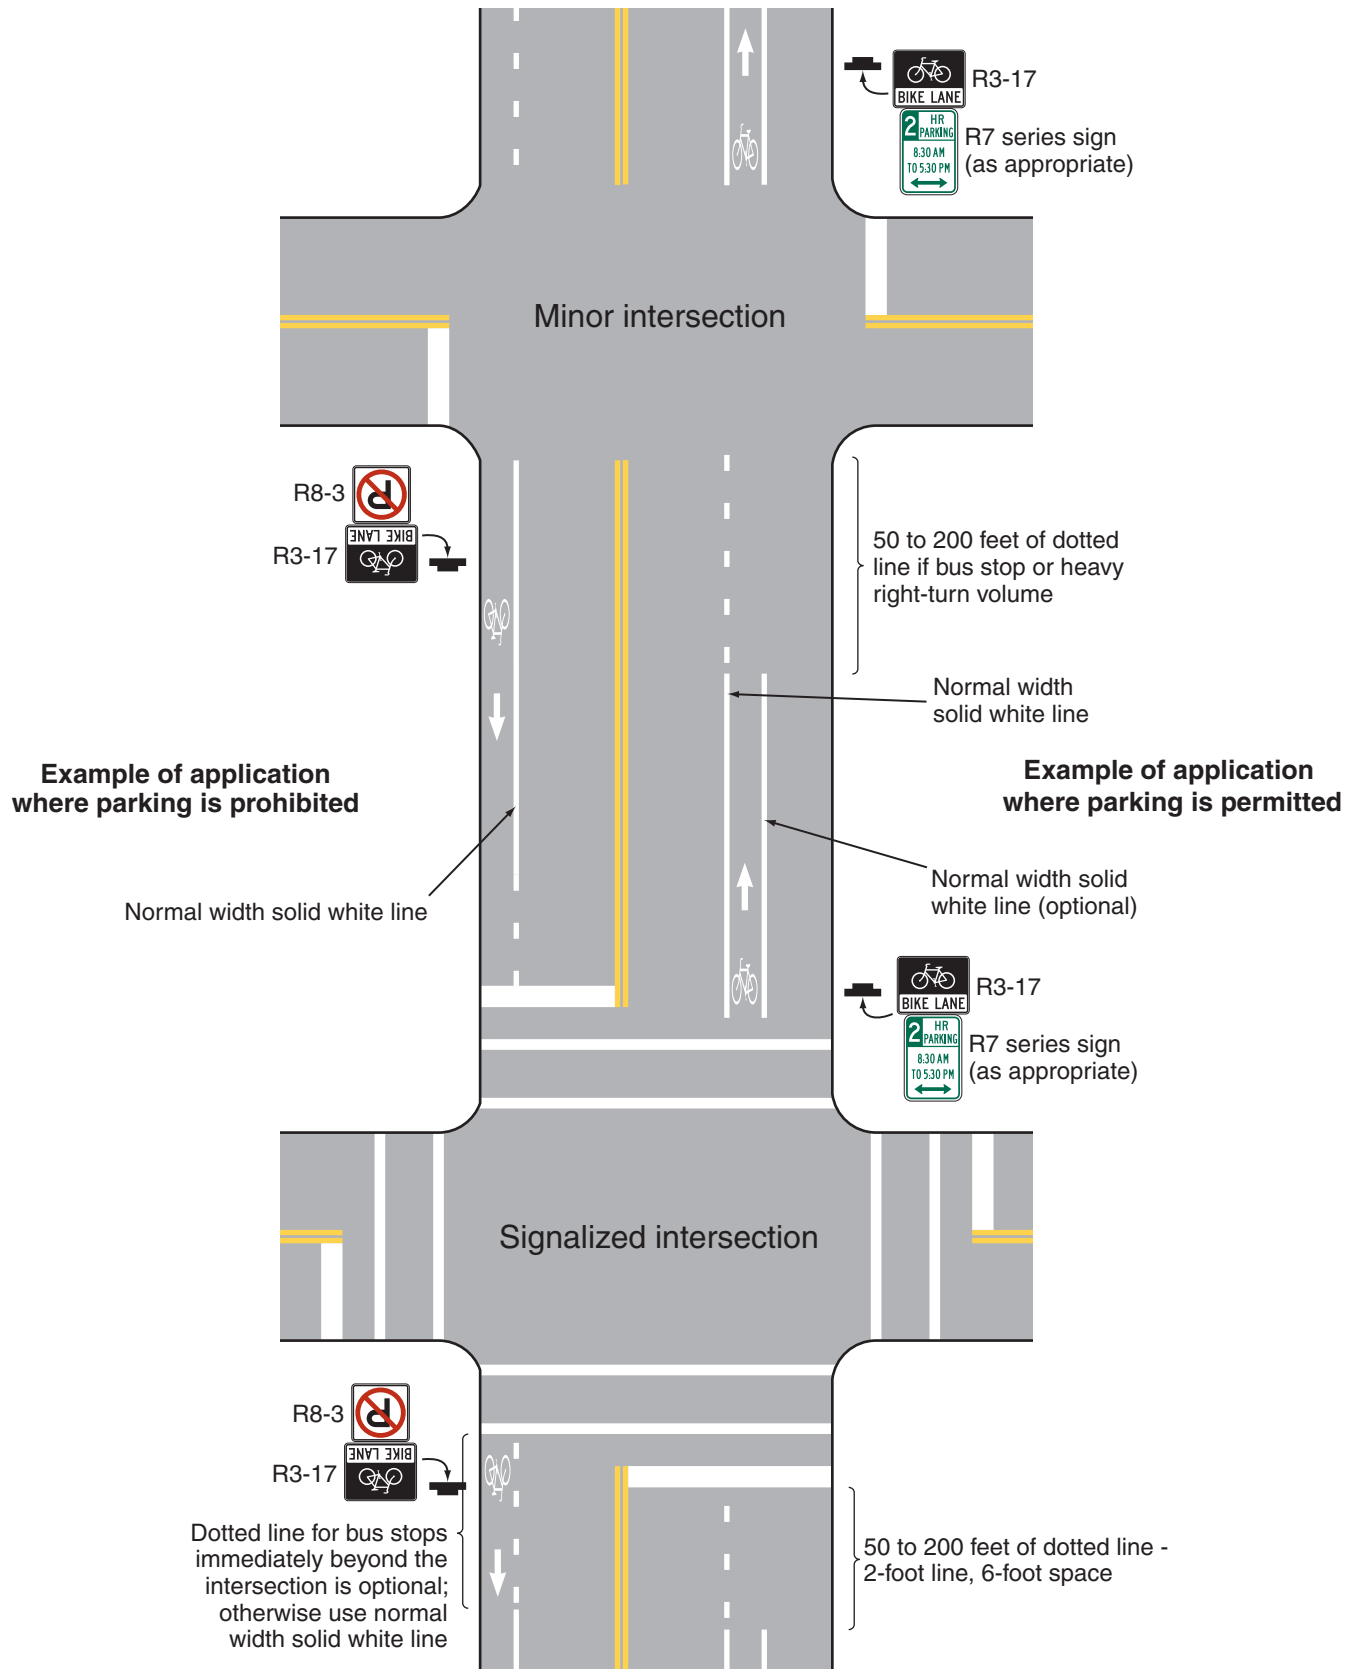 BIKE LANE
R3-17
2 HR
PARKING
8:30 AM
TO 5:30 PM
R7 series sign
(as appropriate)
Minor intersection
R8-3
P
BIKE LANE
R3-17
50 to 200 feet of dotted
line if bus stop or heavy
right-turn volume
Normal width
solid white line
Example of application
where parking is prohibited
Example of application
where parking is permitted
Normal width solid white line
Normal width solid
white line (optional)
BIKE LANE
R3-17
2 HR
PARKING
8:30 AM
TO 5:30 PM
R7 series sign
(as appropriate)
Signalized intersection
R8-3
P
BIKE LANE
R3-17
Dotted line for bus stops
immediately beyond the
intersection is optional;
otherwise use normal
width solid white line
50 to 200 feet of dotted line -
2-foot line, 6-foot space